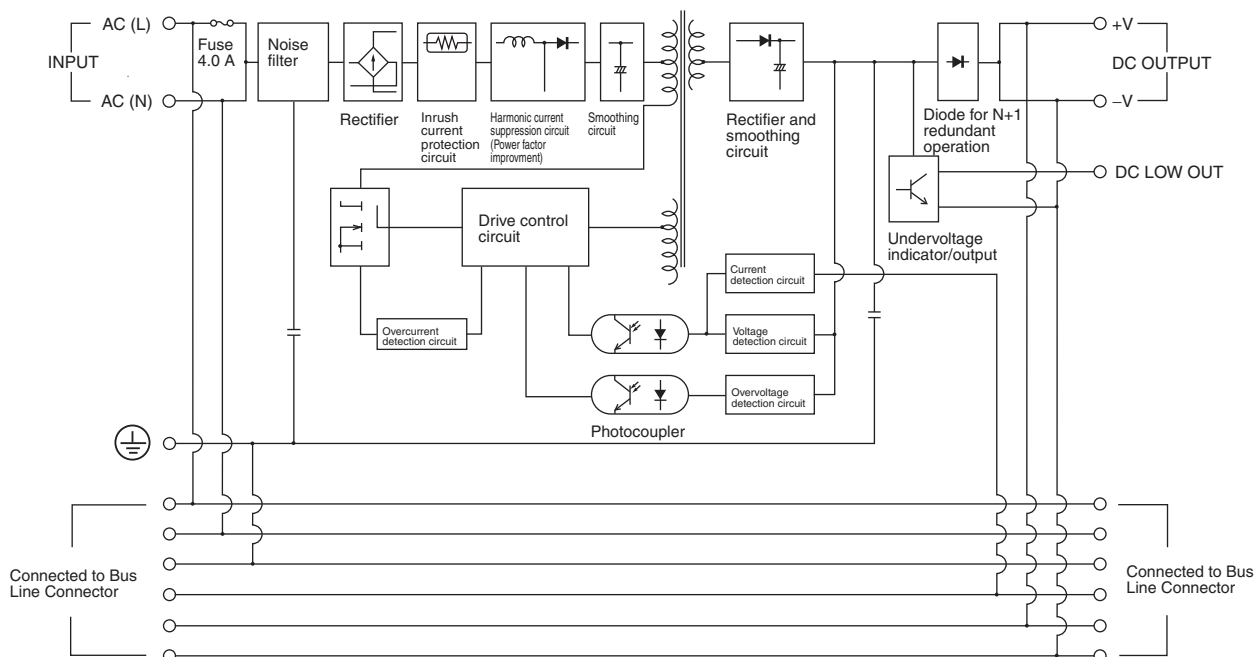 AC (L)
INPUT
AC (N)
Fuse
4.0 A
Noise
filter
Rectifier
Inrush
current
protection
circuit
Harmonic current
suppression circuit
(Power factor
improvment)
Smoothing
circuit
Rectifier and
smoothing
circuit
Diode for N+1
redundant
operation
+V
DC OUTPUT
–V
DC LOW OUT
Undervoltage
indicator/output
Drive control
circuit
Current
detection circuit
Overcurrent
detection circuit
Voltage
detection circuit
Overvoltage
detection circuit
Photocoupler
Connected to Bus
Line Connector
Connected to Bus
Line Connector